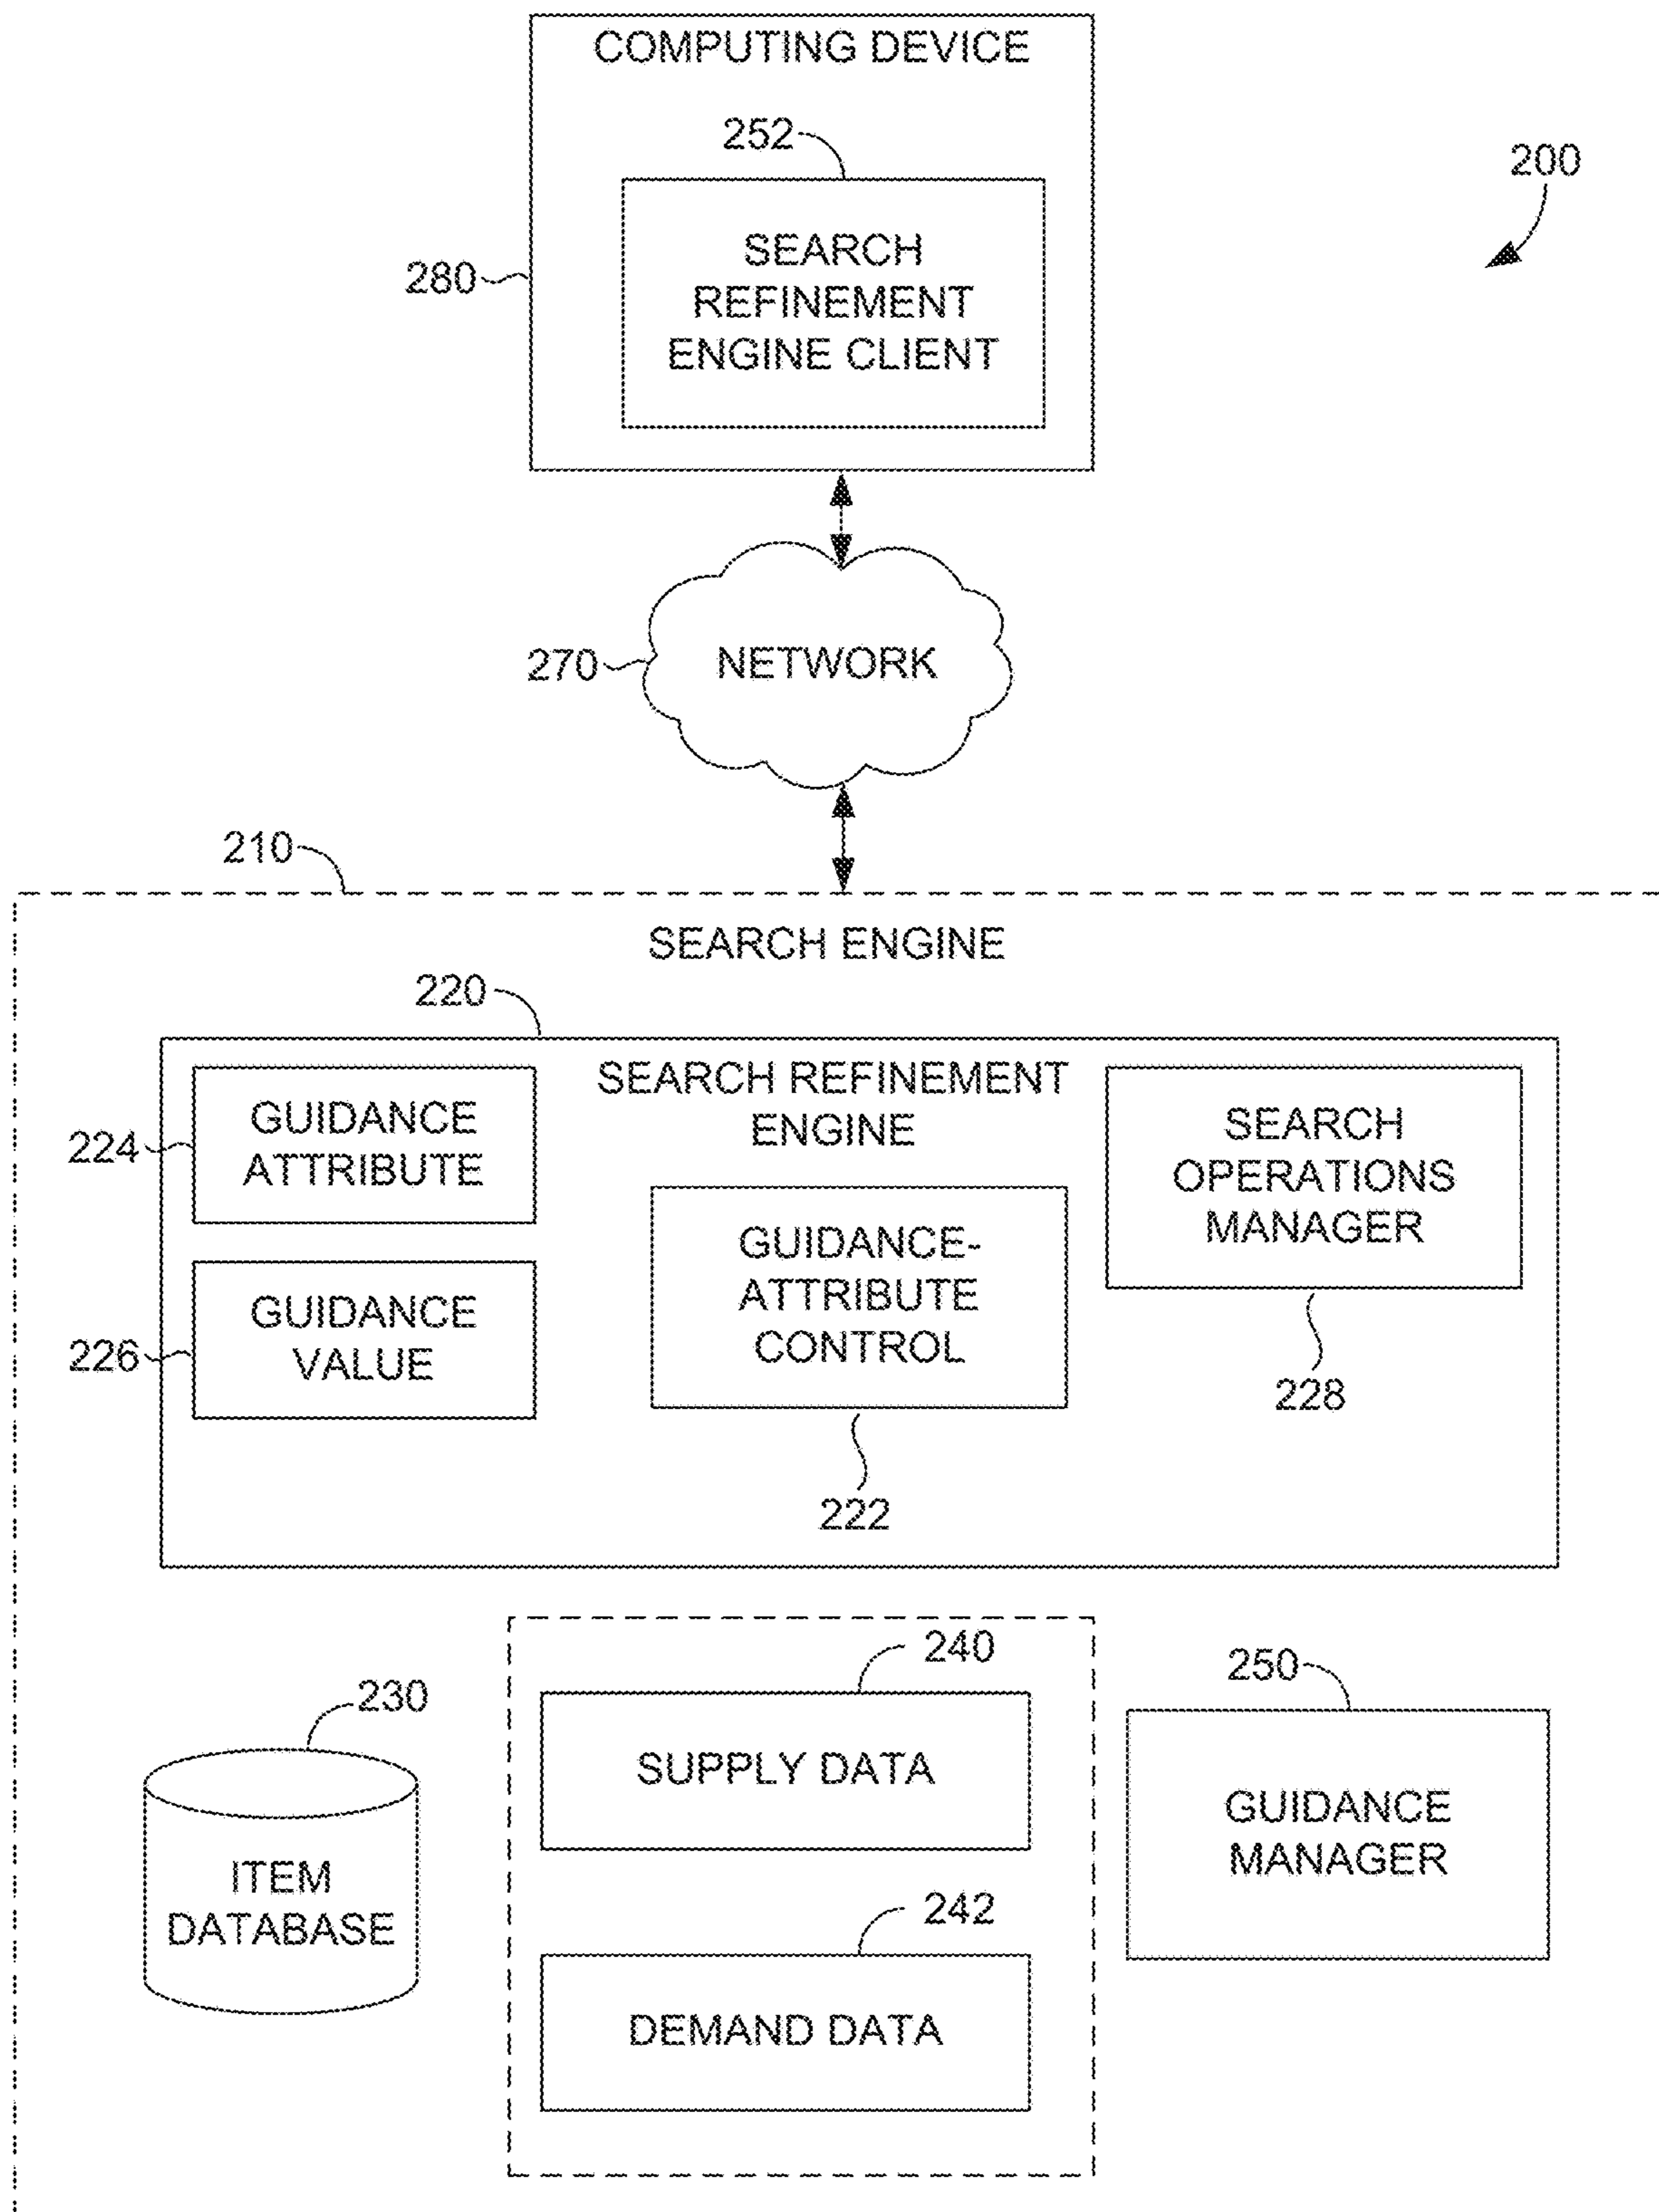 COMPUTING DEVICE
252
200
SEARCH
REFINEMENT
ENGINE CLIENT
280
NETWORK
270
210
SEARCH ENGINE
220
SEARCH REFINEMENT
ENGINE
GUIDANCE
ATTRIBUTE
224
GUIDANCE
VALUE
226
GUIDANCE-
ATTRIBUTE
CONTROL
222
SEARCH
OPERATIONS
MANAGER
228
230
ITEM
DATABASE
240
SUPPLY DATA
242
DEMAND DATA
250
GUIDANCE
MANAGER